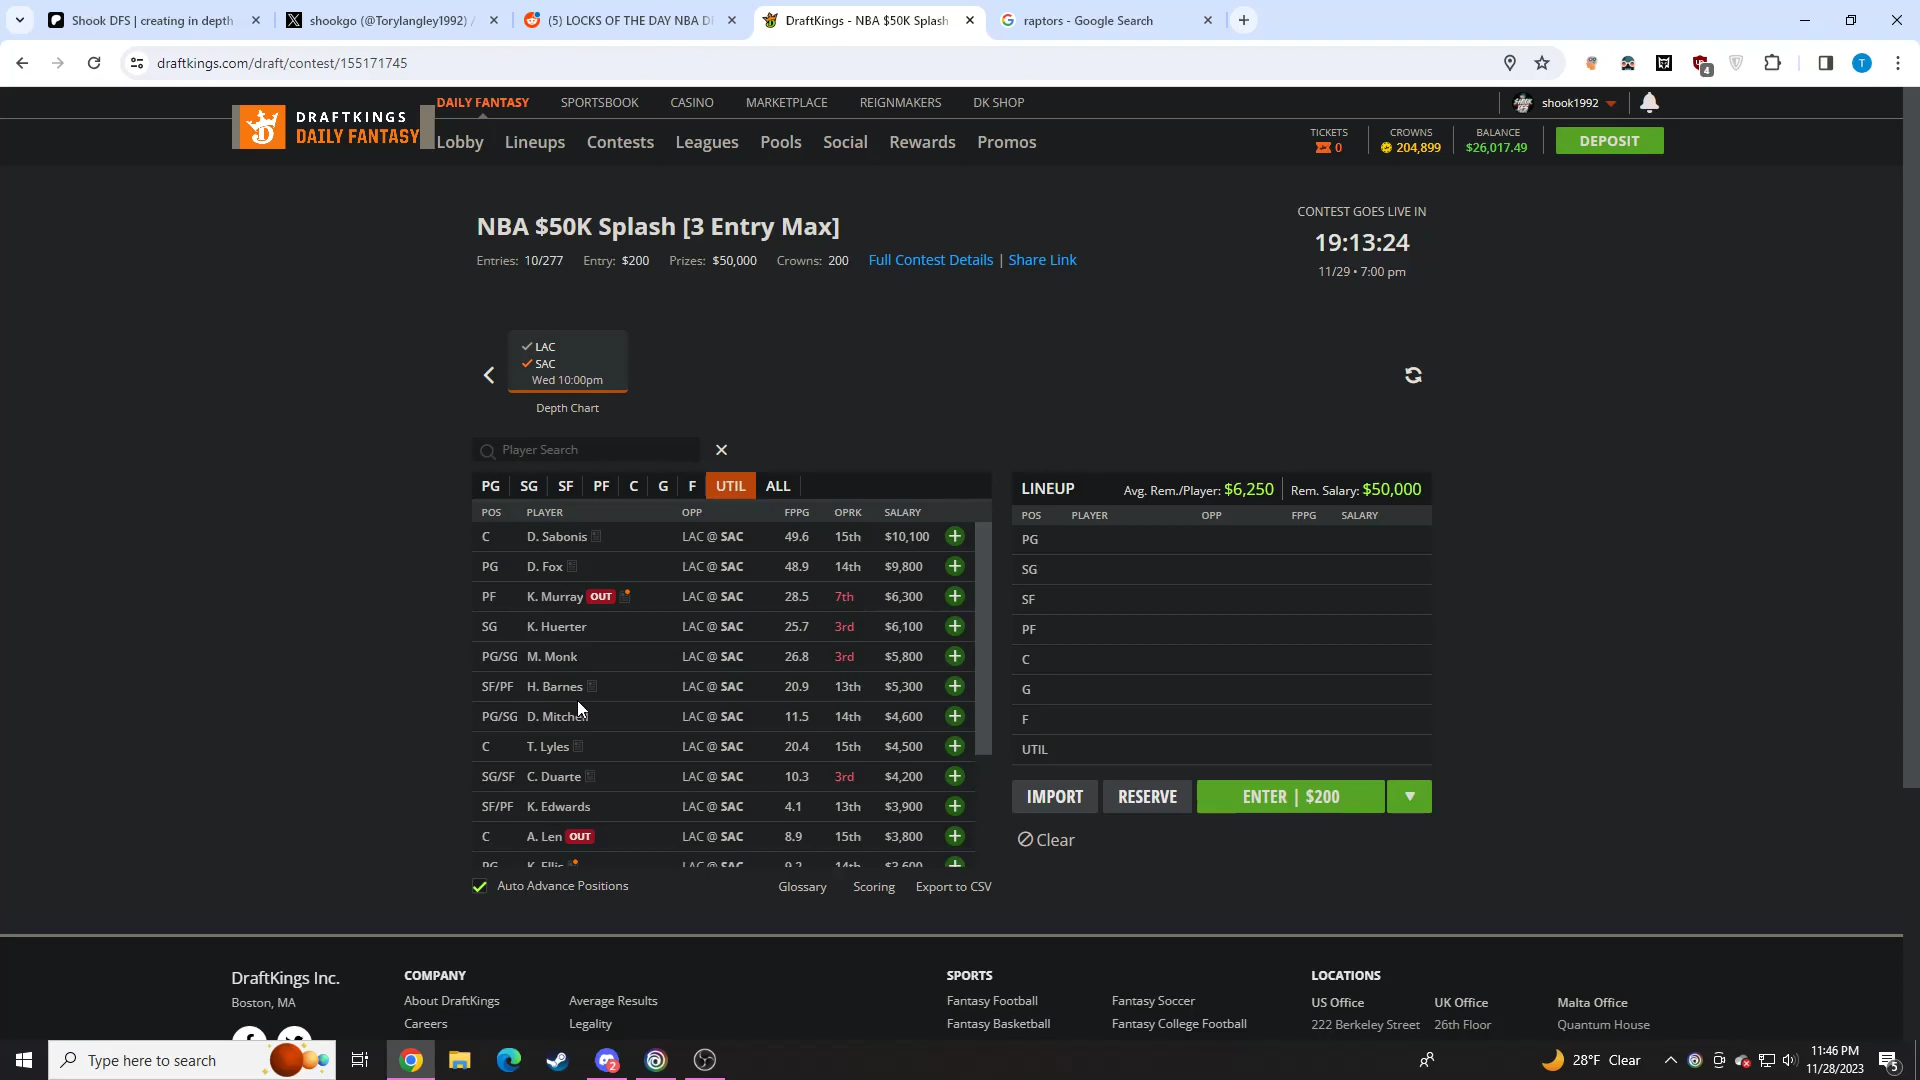 Shook DFS | creating in depth
shookgo (@Torylangley1992) /
(5) LOCKS OF THE DAY NBA D
DraftKings - NBA $50K Splash
raptors - Google Search
draftkings.com/draft/contest/155171745
4
T
DRAFTKINGS
DAILY FANTASY
DAILY FANTASY SPORTSBOOK CASINO MARKETPLACE REIGNMAKERS DK SHOP
shook1992
Lobby Lineups Contests Leagues Pools Social Rewards Promos
TICKETS CROWNS BALANCE
0 204,899 $26,017.49
DEPOSIT
NBA $50K Splash [3 Entry Max]
Entries: 10/277 Entry: $200 Prizes: $50,000 Crowns: 200 Full Contest Details | Share Link
CONTEST GOES LIVE IN
19:13:24
11/29 • 7:00 pm
LAC
SAC
Wed 10:00pm
Depth Chart
Player Search
PG SG SF PF C G F UTIL ALL
POS PLAYER OPP FPPG OPRK SALARY
C D. Sabonis LAC @ SAC 49.6 15th $10,100
PG D. Fox LAC @ SAC 48.9 14th $9,800
PF K. Murray OUT LAC @ SAC 28.5 7th $6,300
SG K. Huerter LAC @ SAC 25.7 3rd $6,100
PG/SG M. Monk LAC @ SAC 26.8 3rd $5,800
SF/PF H. Barnes LAC @ SAC 20.9 13th $5,300
PG/SG D. Mitchell LAC @ SAC 11.5 14th $4,600
C T. Lyles LAC @ SAC 20.4 15th $4,500
SG/SF C. Duarte LAC @ SAC 10.3 3rd $4,200
SF/PF K. Edwards LAC @ SAC 4.1 13th $3,900
C A. Len OUT LAC @ SAC 8.9 15th $3,800
PG K. Ellis LAC @ SAC 9.2 14th $3,600
Auto Advance Positions
Glossary Scoring Export to CSV
LINEUP Avg. Rem./Player: $6,250 Rem. Salary: $50,000
POS PLAYER OPP FPPG SALARY
PG
SG
SF
PF
C
G
F
UTIL
IMPORT RESERVE ENTER | $200
Clear
DraftKings Inc.
Boston, MA
COMPANY
About DraftKings
Careers
Average Results
Legality
SPORTS
Fantasy Football
Fantasy Basketball
Fantasy Soccer
Fantasy College Football
LOCATIONS
US Office
222 Berkeley Street
UK Office
26th Floor
Malta Office
Quantum House
Type here to search
2
28°F Clear
11:46 PM
11/28/2023
5